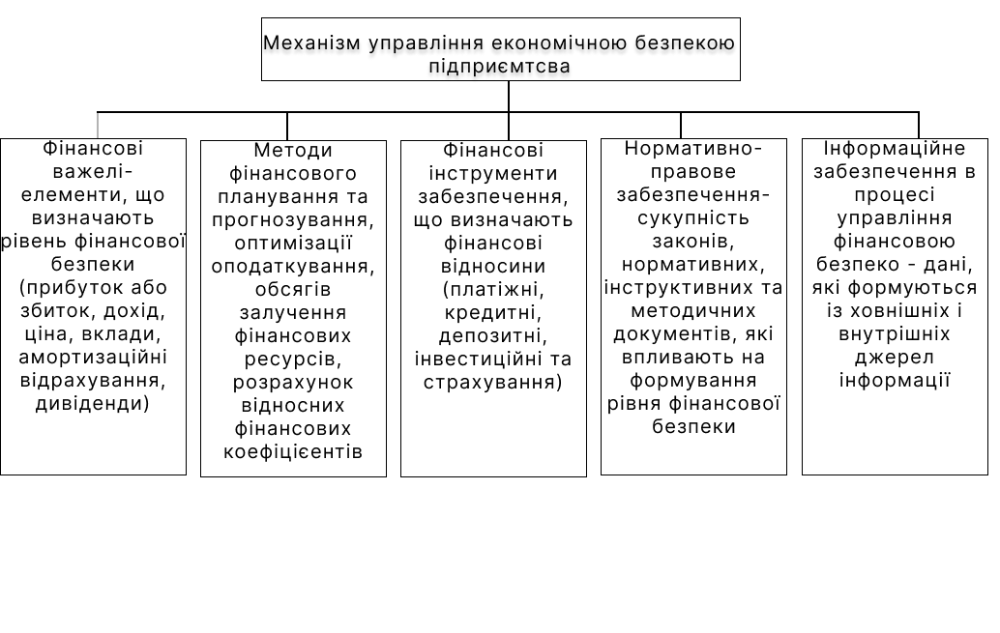 Механізм управління економічною безпекою
підприємтсва
Фінансові
важелі-
елементи, що
визначають
рівень фінансової
безпеки
(прибуток або
збиток, дохід,
ціна, вклади,
амортизаційні
відрахування,
дивіденди)
Методи
фінансового
планування та
прогнозування,
оптимізації
оподаткування,
обсягів
залучення
фінансових
ресурсів,
розрахунок
відносних
фінансових
коефіцієнтів
Фінансові
інструменти
забезпечення,
що визначають
фінансові
відносини
(платіжні,
кредитні,
депозитні,
інвестиційні та
страхування)
Нормативно-
правове
забезпечення-
сукупність
законів,
нормативних,
інструктивних та
методичних
документів, які
впливають на
формування
рівня фінансової
безпеки
Інформаційне
забезпечення в
процесі
управління
фінансовою
безпеко - дані,
які формуються
із ховнішніх і
внутрішніх
джерел
інформації